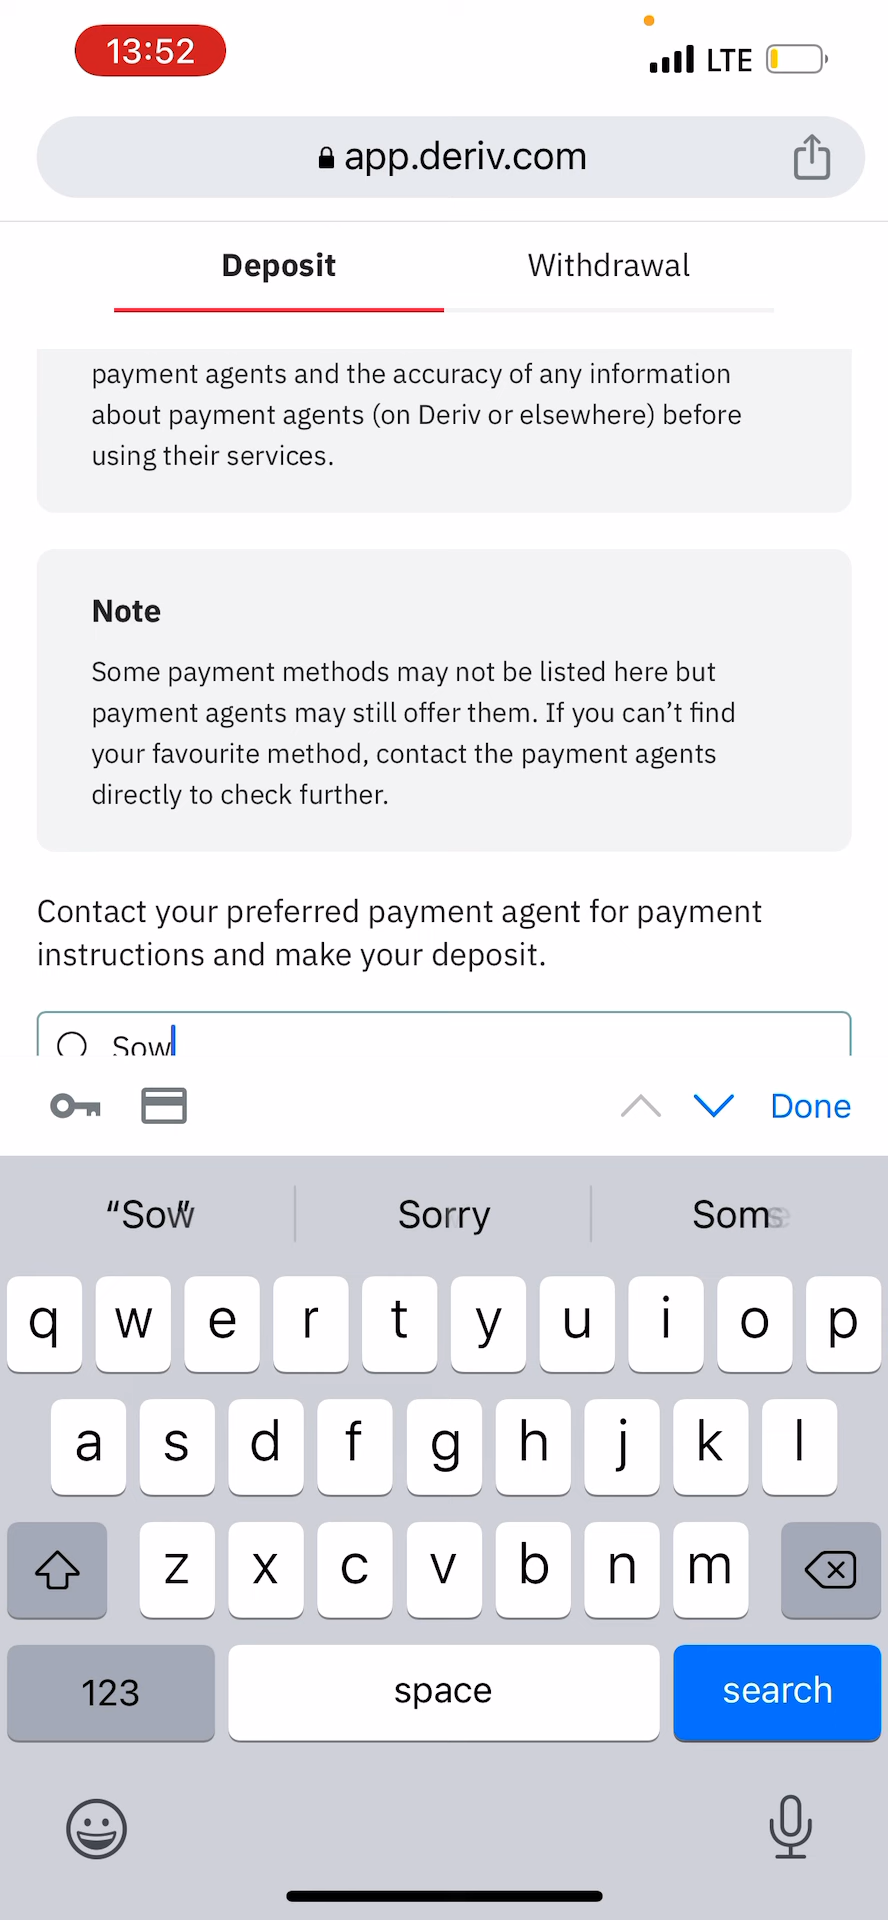 13:52
LTE
app.deriv.com
Deposit Withdrawal
payment agents and the accuracy of any information
about payment agents (on Deriv or elsewhere) before
using their services.
Note
Some payment methods may not be listed here but
payment agents may still offer them. If you can’t find
your favourite method, contact the payment agents
directly to check further.
Contact your preferred payment agent for payment
instructions and make your deposit.
Sow
Done
“Sow” Sorry Som
q w e r t y u i o p
a s d f g h j k l
z x c v b n m
123 space search